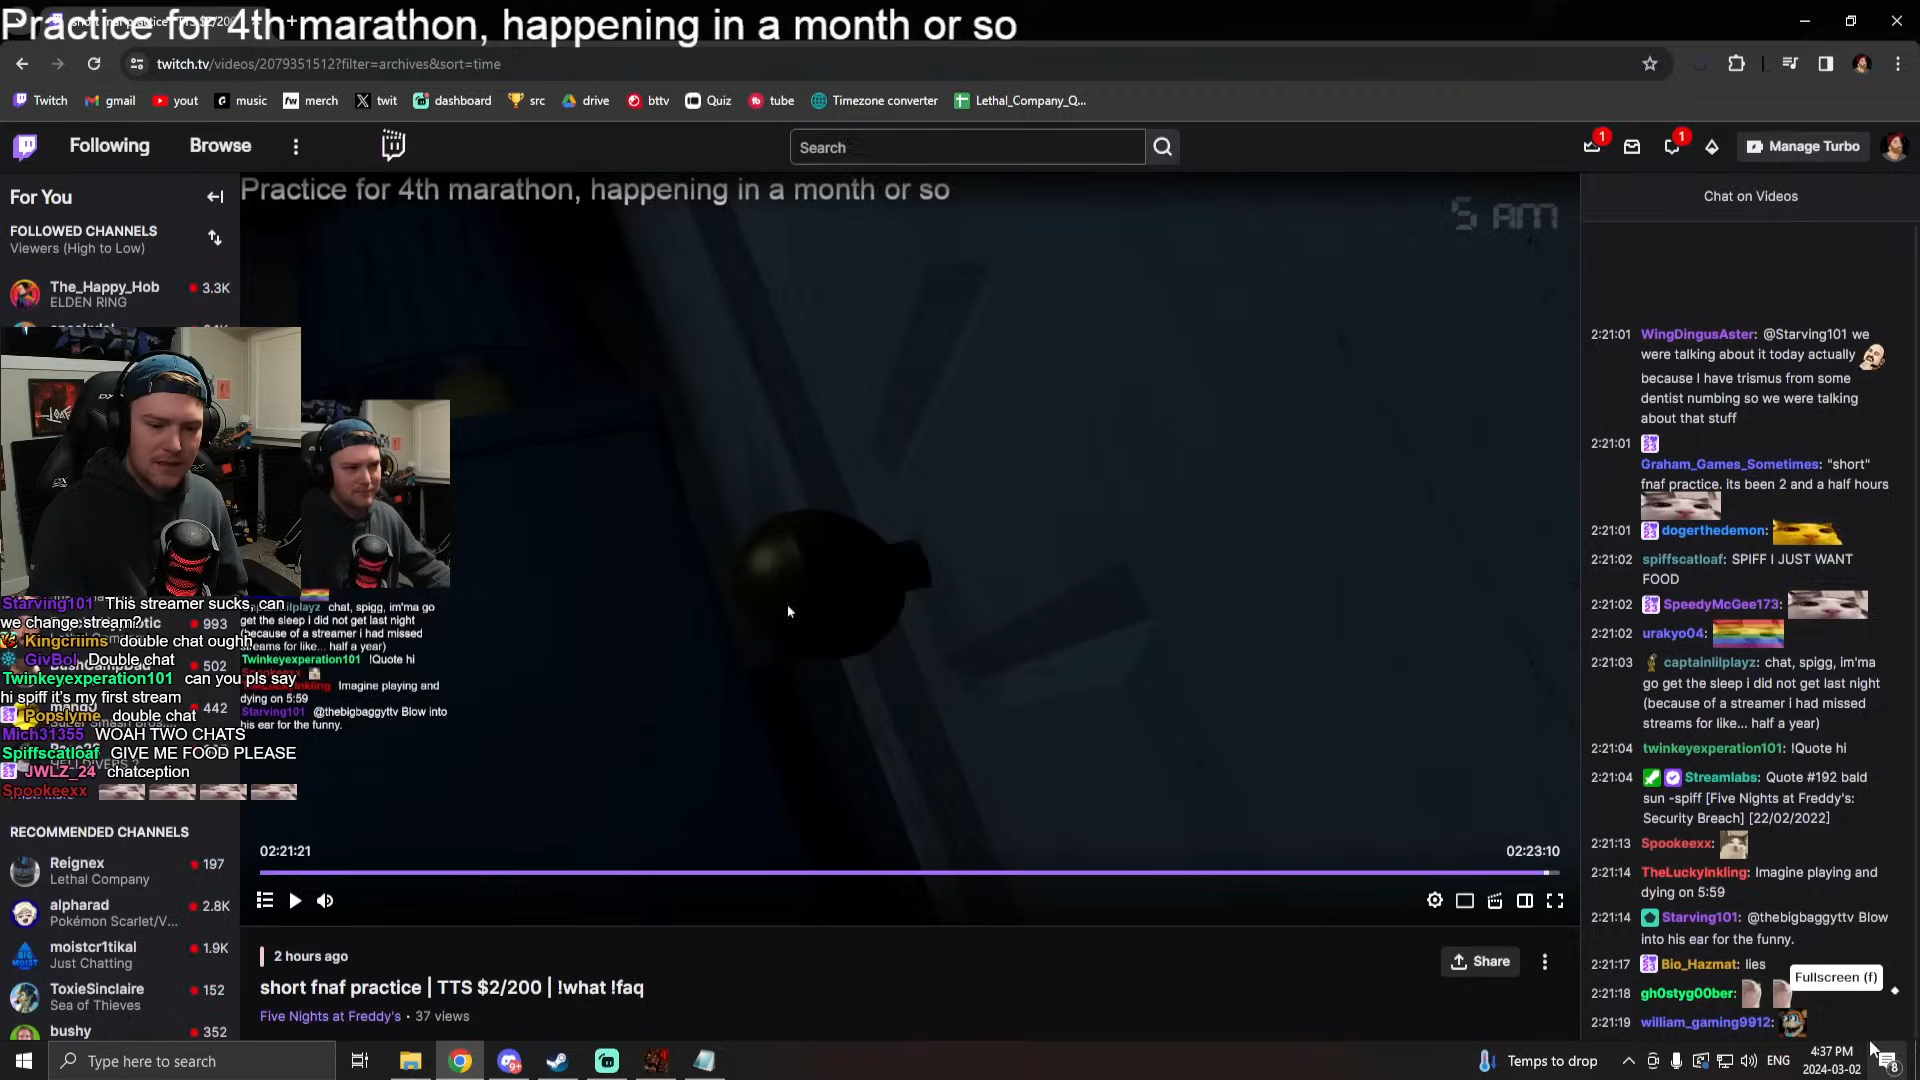 Practice for 4th marathon, happening in a month or so
twitch.tv/videos/2079351512?filter=archives&sort=time
Twitch
gmail
yout
music
merch
twit
dashboard
src
drive
bttv
Quiz
tube
Timezone converter
Lethal_Company_Q...
Following
Browse
Search
1
1
Manage Turbo
For You
FOLLOWED CHANNELS
Viewers (High to Low)
The_Happy_Hob
3.3K
ELDEN RING
993
502
442
Practice for 4th marathon, happening in a month or so
5 AM
Starving101 This streamer sucks, can
we change stream?
Kingcriims double chat oughh
GivBol Double chat
Twinkeyexperation101 can you pls say
hi spiff it's my first stream
Popslyme double chat
Mich31355 WOAH TWO CHATS
Spiffscatloaf GIVE ME FOOD PLEASE
JWLZ_24 chatception
Spookeexx
chat, spigg, im'ma go
get the sleep i did not get last night
(because of a streamer i had missed
streams for like... half a year)
Twinkeyexperation101 !Quote hi
Imagine playing and
dying on 5:59
Starving101 @thebigbaggyttv Blow into
his ear for the funny.
RECOMMENDED CHANNELS
Reignex
197
Lethal Company
alpharad
2.8K
Pokémon Scarlet/V...
moistcr1tikal
1.9K
Just Chatting
ToxieSinclaire
152
Sea of Thieves
bushy
352
02:21:21
02:23:10
2 hours ago
Share
short fnaf practice | TTS $2/200 | !what !faq
Five Nights at Freddy's • 37 views
Chat on Videos
2:21:01 WingDingusAster: @Starving101 we
were talking about it today actually
because I have trismus from some
dentist numbing so we were talking
about that stuff
2:21:01
Graham_Games_Sometimes: "short"
fnaf practice. its been 2 and a half hours
2:21:01 dogerthedemon:
2:21:02 spiffscatloaf: SPIFF I JUST WANT
FOOD
2:21:02 SpeedyMcGee173:
2:21:02 urakyo04:
2:21:03 captainlilplayz: chat, spigg, im'ma
go get the sleep i did not get last night
(because of a streamer i had missed
streams for like... half a year)
2:21:04 twinkeyexperation101: !Quote hi
2:21:04 Streamlabs: Quote #192 bald
sun -spiff [Five Nights at Freddy's:
Security Breach] [22/02/2022]
2:21:13 Spookeexx:
2:21:14 TheLuckyInkling: Imagine playing and
dying on 5:59
2:21:14 Starving101: @thebigbaggyttv Blow
into his ear for the funny.
2:21:17 Bio_Hazmat: lies
Fullscreen (f)
2:21:18 gh0styg00ber:
2:21:19 william_gaming9912:
Type here to search
Temps to drop
ENG
4:37 PM
2024-03-02
8